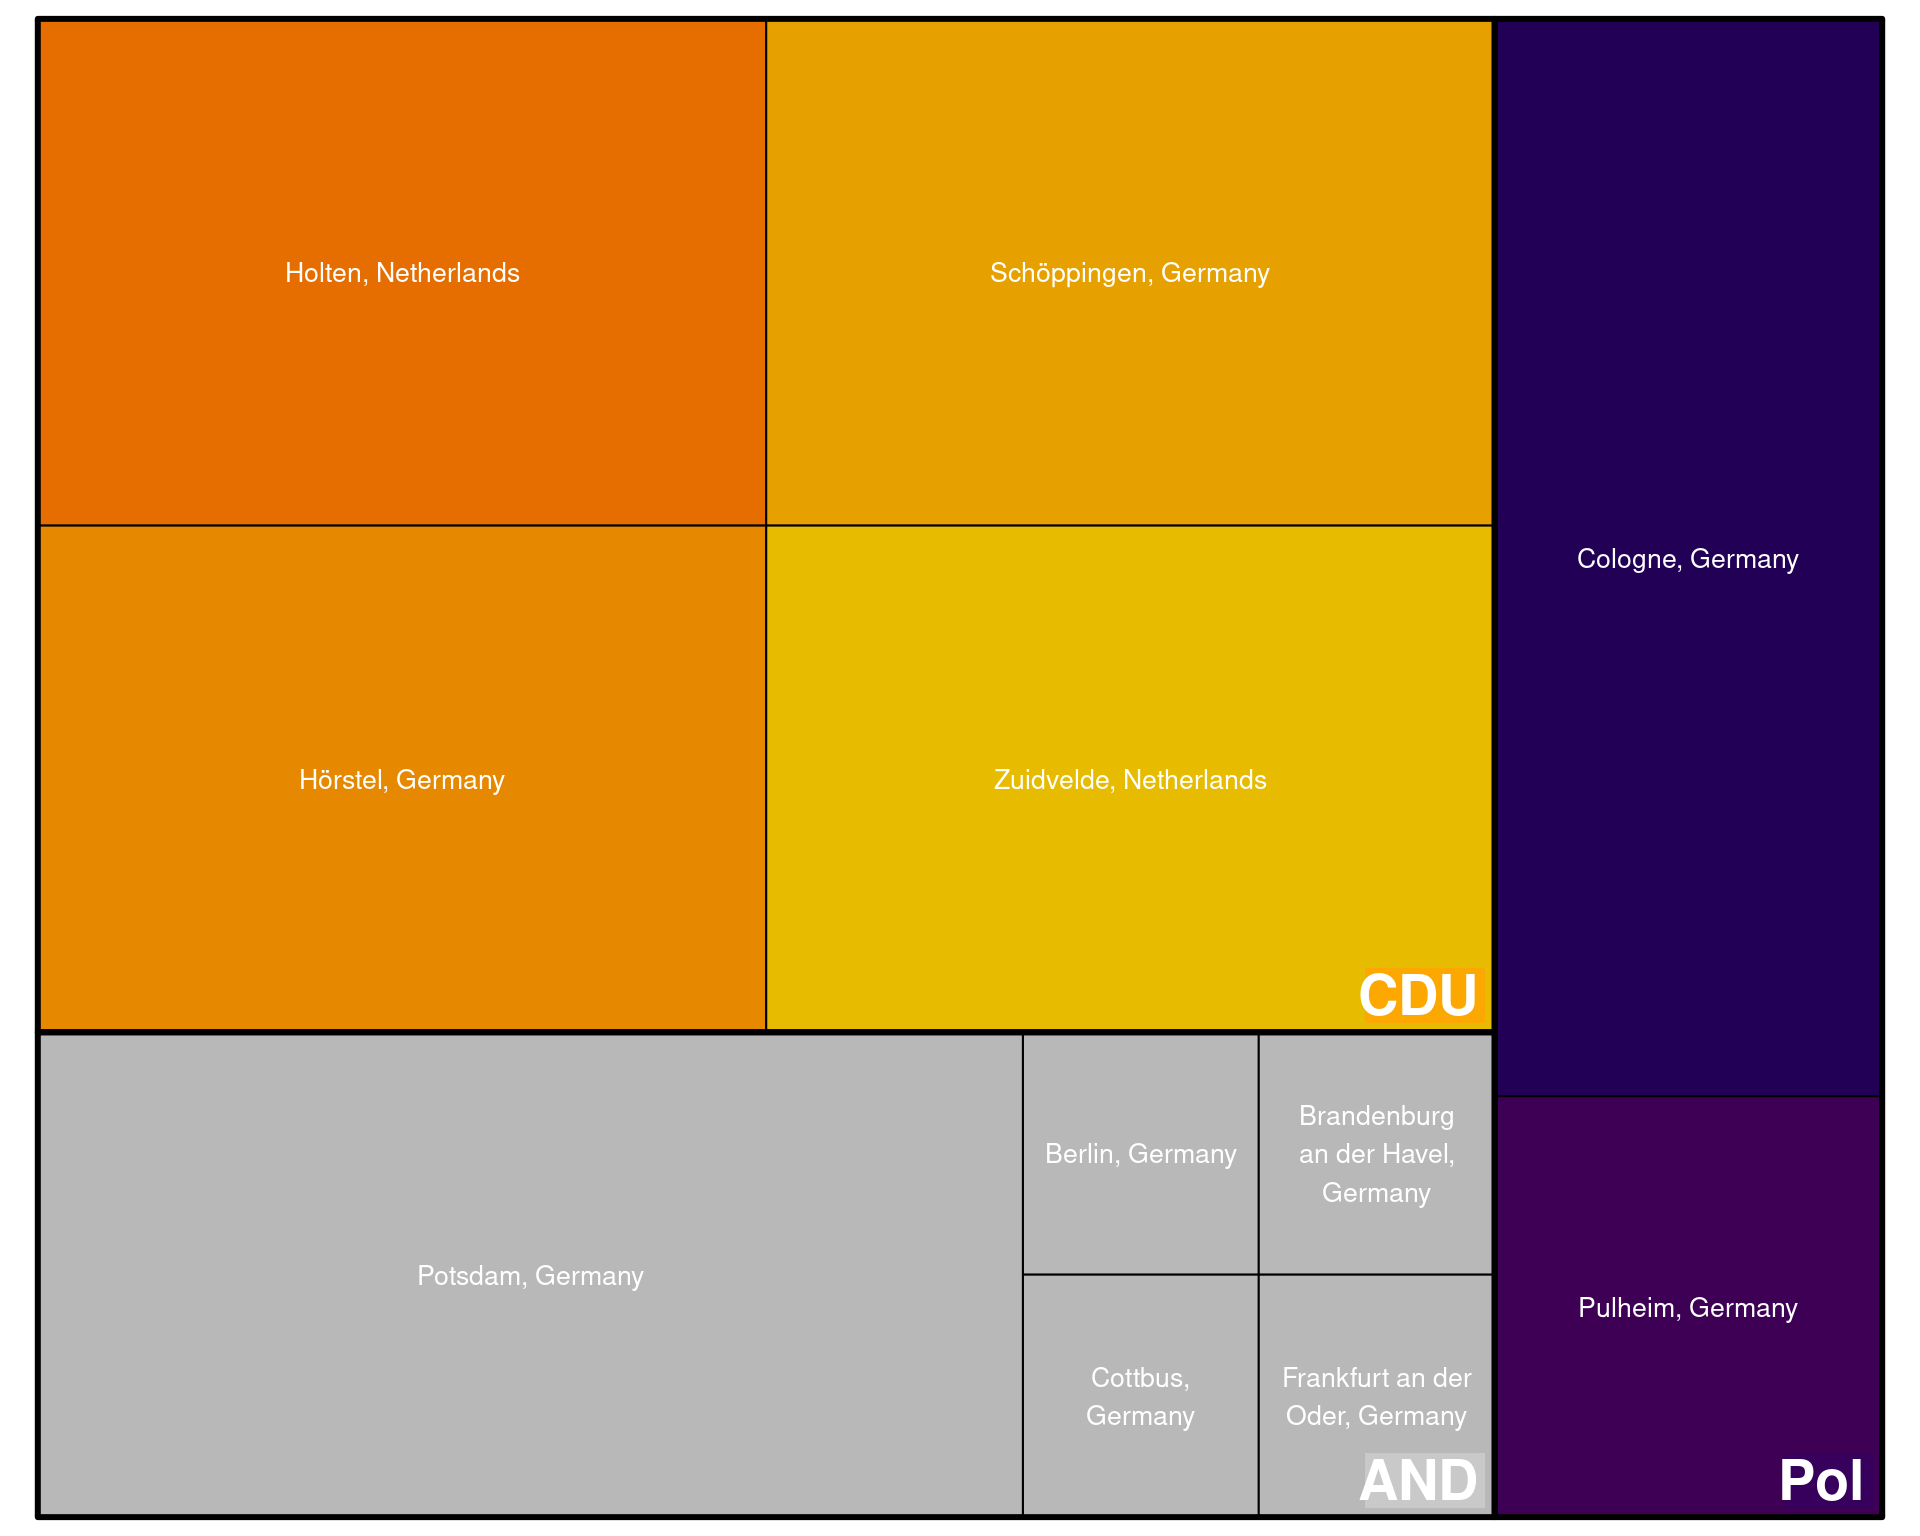 Holten, Netherlands
Schöppingen, Germany
Cologne, Germany
Hörstel, Germany
Zuidvelde, Netherlands
CDU
Potsdam, Germany
Berlin, Germany
Brandenburg
an der Havel,
Germany
Cottbus,
Germany
Frankfurt an der
Oder, Germany
AND
Pulheim, Germany
Pol